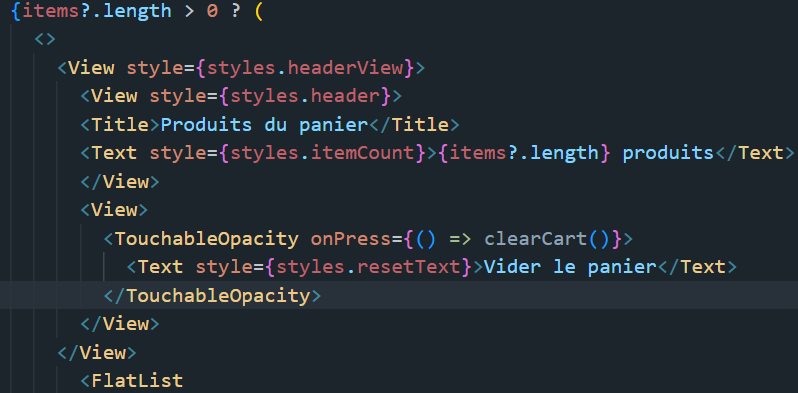 {items?.length > 0 ? (
<>
<View style={styles.headerView}>
<View style={styles.header}>
<Title>Produits du panier</Title>
<Text style={styles.itemCount}>{items?.length} produits</Text>
</View>
<View>
<TouchableOpacity onPress={() => clearCart()}>
<Text style={styles.resetText}>Vider le panier</Text>
</TouchableOpacity>
</View>
</View>
<FlatList